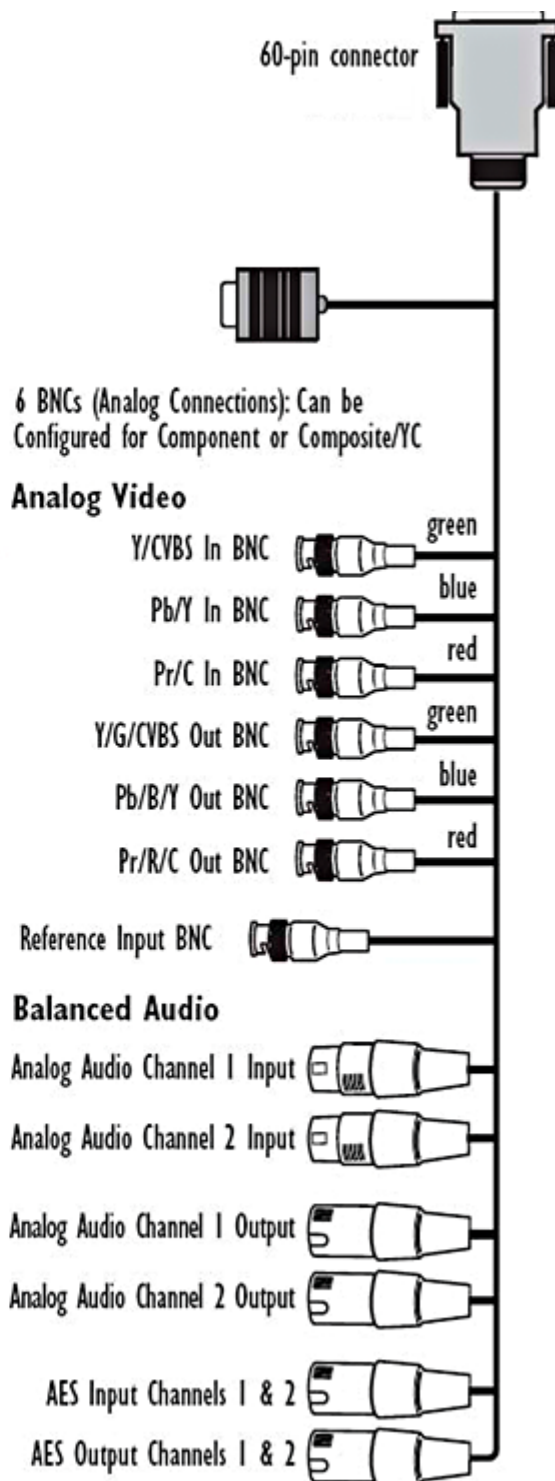 60-pin connector
6 BNCs (Analog Connections): Can be
Configured for Component or Composite/YC
Analog Video
Y/CVBS In BNC
green
Pb/Y In BNC
blue
Pr/C In BNC
red
Y/G/CVBS Out BNC
green
Pb/B/Y Out BNC
blue
Pr/R/C Out BNC
red
Reference Input BNC
Balanced Audio
Analog Audio Channel 1 Input
Analog Audio Channel 2 Input
Analog Audio Channel 1 Output
Analog Audio Channel 2 Output
AES Input Channels 1 & 2
AES Output Channels 1 & 2